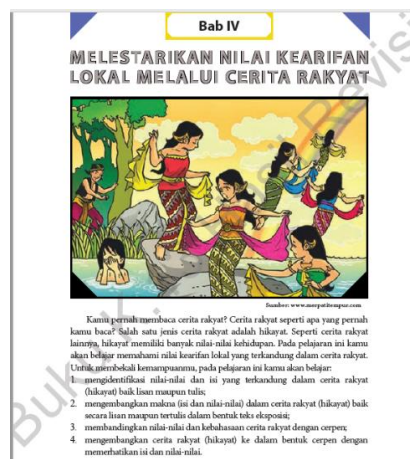 Bab IV
MELESTARIKAN NILAI KEARIFAN
LOKAL MELALUI CERITA RAKYAT
Sumber: www.merpatitempur.com
Kamu pernah membaca cerita rakyat? Cerita rakyat seperti apa yang pernah
kamu baca? Salah satu jenis cerita rakyat adalah hikayat. Seperti cerita rakyat
lainnya, hikayat memiliki banyak nilai-nilai kehidupan. Pada pelajaran ini kamu
akan belajar memahami nilai kearifan lokal yang terkandung dalam cerita rakyat.
Untuk membekali kemampuanmu, pada pelajaran ini kamu akan belajar:
1. mengidentifikasi nilai-nilai dan isi yang terkandung dalam cerita rakyat
(hikayat) baik lisan maupun tulis;
2. mengembangkan makna (isi dan nilai-nilai) dalam cerita rakyat (hikayat) baik
secara lisan maupun tertulis dalam bentuk teks eksposisi;
3. membandingkan nilai-nilai dan kebahasaan cerita rakyat dengan cerpen;
4. mengembangkan cerita rakyat (hikayat) ke dalam bentuk cerpen dengan
memerhatikan isi dan nilai-nilai.